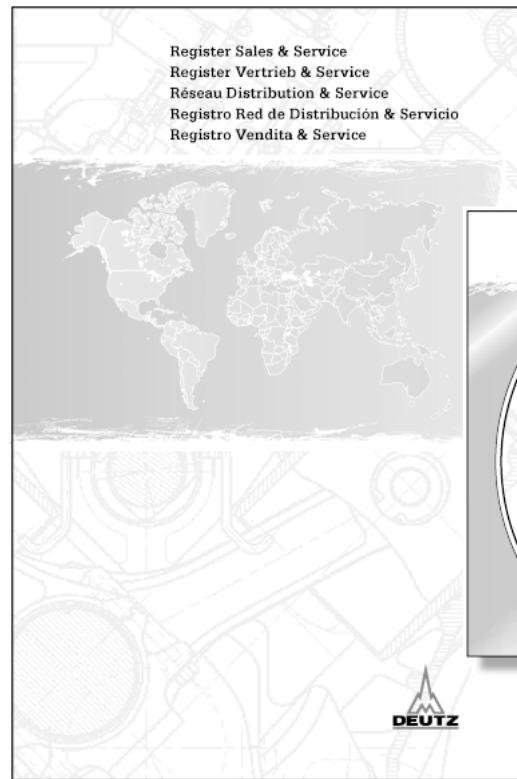 Register Sales & Service
Register Vertrieb & Service
Réseau Distribution & Service
Registro Red de Distribución & Servicio
Registro Vendita & Service
DEUTZ